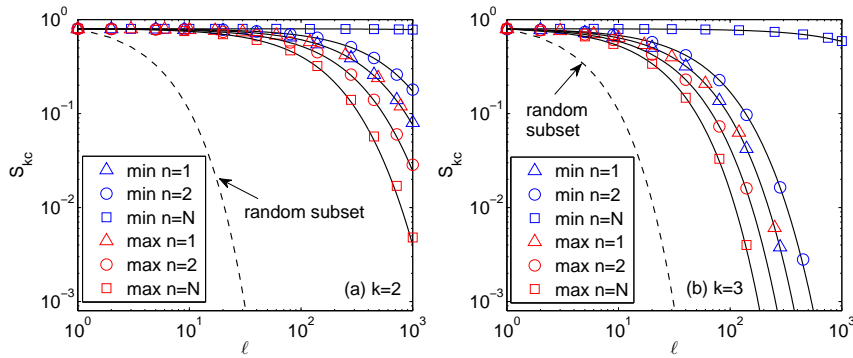 S_kc
10^0
10^-1
10^-2
10^-3
min n=1
min n=2
min n=N
max n=1
max n=2
max n=N
random subset
(a) k=2
10^0
10^1
10^2
10^3
ℓ
S_kc
10^0
10^-1
10^-2
10^-3
random
subset
min n=1
min n=2
min n=N
max n=1
max n=2
max n=N
(b) k=3
10^0
10^1
10^2
10^3
ℓ